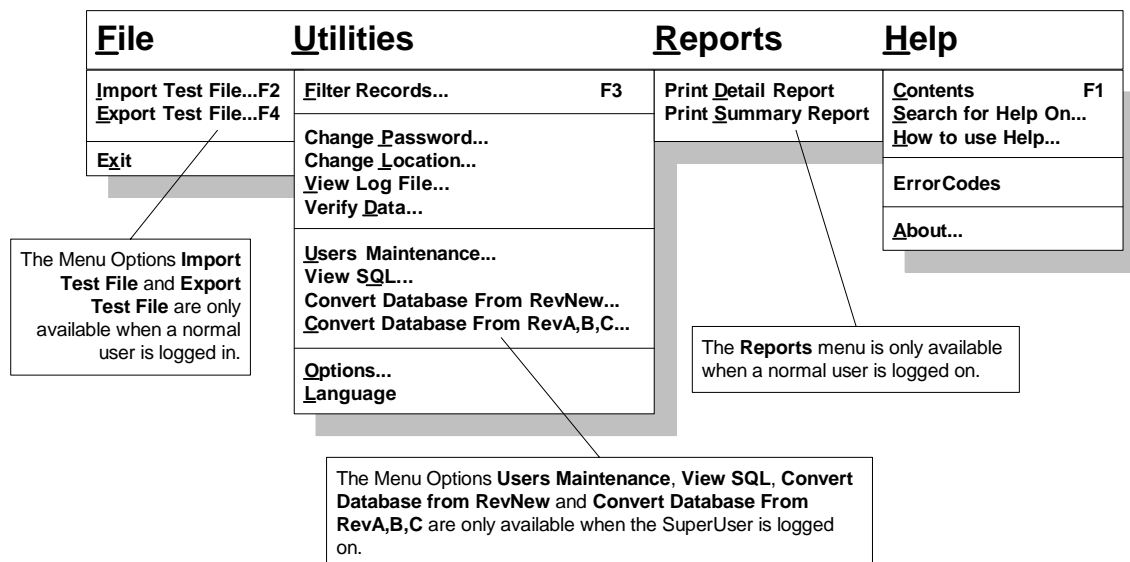 File Utilities Reports Help
Import Test File...F2
Export Test File...F4
Exit
Filter Records... F3
Change Password...
Change Location...
View Log File...
Verify Data...
Users Maintenance...
View SQL...
Convert Database From RevNew...
Convert Database From RevA,B,C...
Options...
Language
Print Detail Report
Print Summary Report
Contents F1
Search for Help On...
How to use Help...
ErrorCodes
About...
The Menu Options Import
Test File and Export
Test File are only
available when a normal
user is logged in.
The Reports menu is only available
when a normal user is logged on.
The Menu Options Users Maintenance, View SQL, Convert
Database from RevNew and Convert Database From
RevA,B,C are only available when the SuperUser is logged
on.